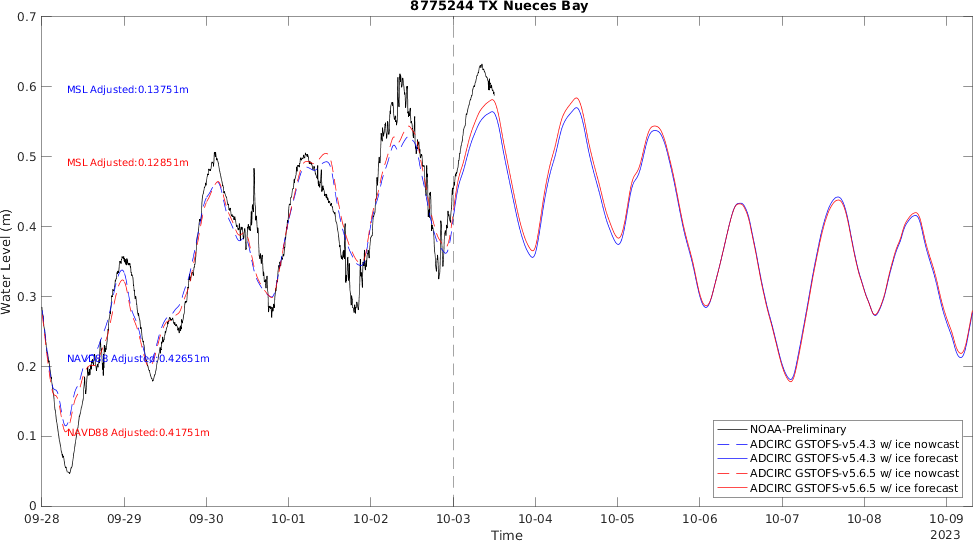 8775244 TX Nueces Bay
Water Level (m)
0.7
0.6
0.5
0.4
0.3
0.2
0.1
0
MSL Adjusted:0.13751m
MSL Adjusted:0.12851m
NAVD88 Adjusted:0.42651m
NAVD88 Adjusted:0.41751m
NOAA-Preliminary
ADCIRC GSTOFS-v5.4.3 w/ ice nowcast
ADCIRC GSTOFS-v5.4.3 w/ ice forecast
ADCIRC GSTOFS-v5.6.5 w/ ice nowcast
ADCIRC GSTOFS-v5.6.5 w/ ice forecast
09-28 09-29 09-30 10-01 10-02 10-03 10-04 10-05 10-06 10-07 10-08 10-09
2023
Time